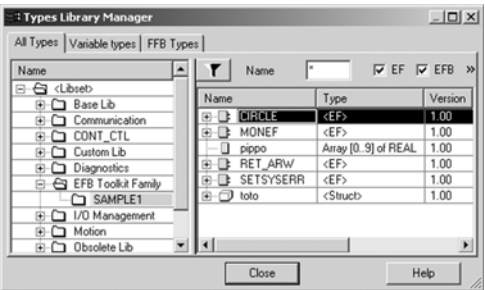 Types Library Manager
All Types Variable types FFB Types
Name
<Libset>
Base Lib
Communication
CONT_CTL
Custom Lib
Diagnostics
EFB Toolkit Family
SAMPLE1
I/O Management
Motion
Obsolete Lib
Name * EF EFB »
Name Type Version
CIRCLE <EF> 1.00
MONEF <EF> 1.00
pippo Array [0..9] of REAL 1.00
RET_ARW <EF> 1.00
SETSYSERR <EF> 1.00
toto <Struct> 1.00
Close Help